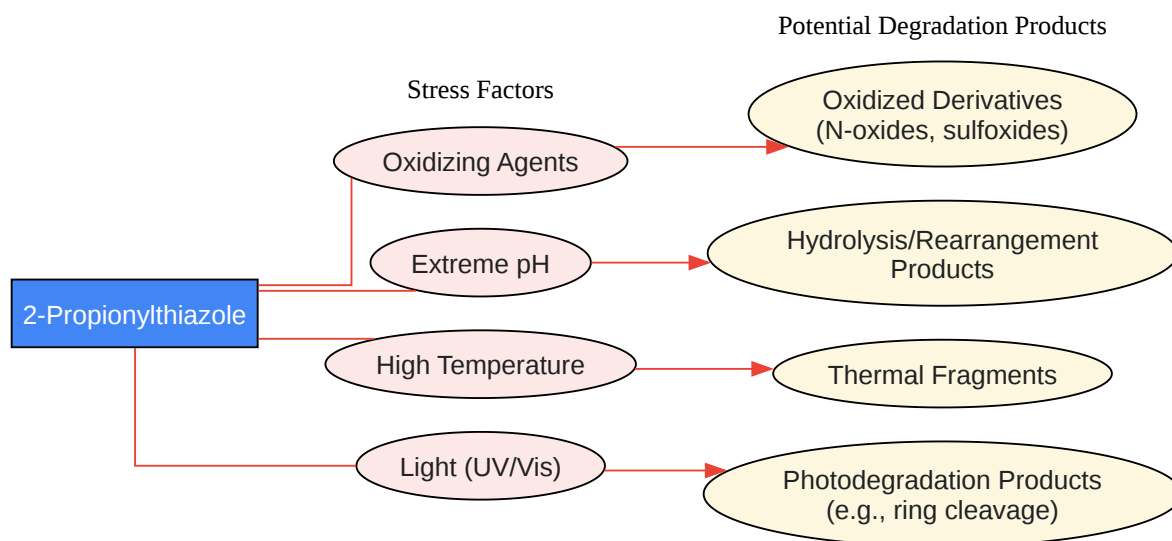 Potential Degradation Products
Stress Factors
Oxidized Derivatives
(N-oxides, sulfoxides)
Oxidizing Agents
Hydrolysis/Rearrangement
Products
Extreme pH
2-Propionylthiazole
High Temperature
Thermal Fragments
Light (UV/Vis)
Photodegradation Products
(e.g., ring cleavage)